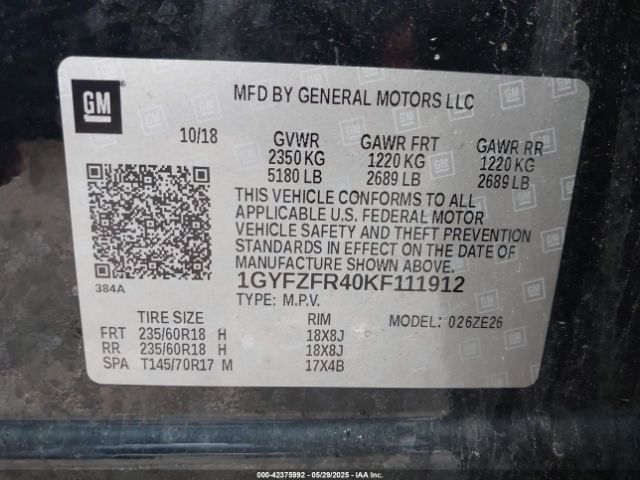 GM
MFD BY GENERAL MOTORS LLC
10/18 GVWR GAWR FRT GAWR RR
2350 KG 1220 KG 1220 KG
5180 LB 2689 LB 2689 LB
THIS VEHICLE CONFORMS TO ALL
APPLICABLE U.S. FEDERAL MOTOR
VEHICLE SAFETY AND THEFT PREVENTION
STANDARDS IN EFFECT ON THE DATE OF
MANUFACTURE SHOWN ABOVE.
384A
1GYFZFR40KF111912
TYPE: M.P.V.
TIRE SIZE RIM MODEL: 026ZE26
FRT 235/60R18 H 18X8J
RR 235/60R18 H 18X8J
SPA T145/70R17 M 17X4B
000-42375992 - 05/29/2025 - IAAI.com